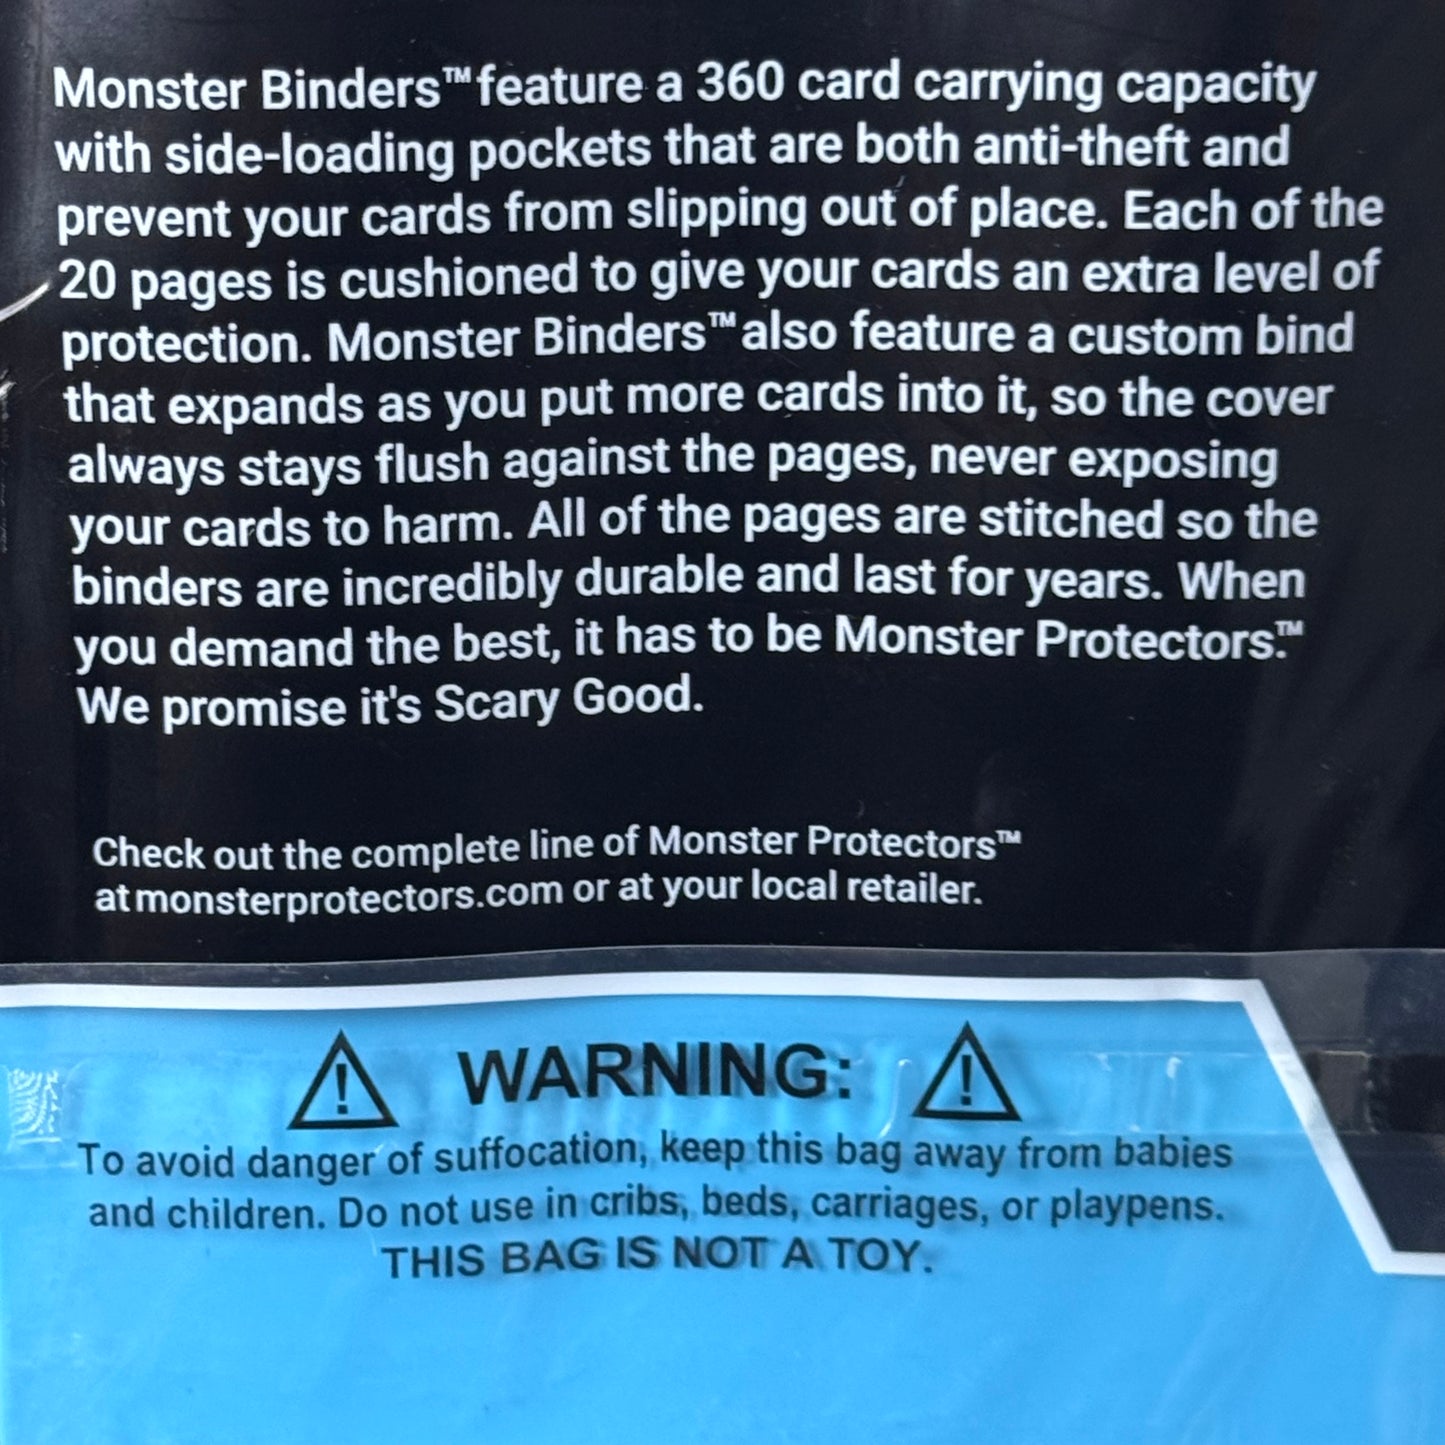 Monster Binders™ feature a 360 card carrying capacity
with side-loading pockets that are both anti-theft and
prevent your cards from slipping out of place. Each of the
20 pages is cushioned to give your cards an extra level of
protection. Monster Binders™ also feature a custom bind
that expands as you put more cards into it, so the cover
always stays flush against the pages, never exposing
your cards to harm. All of the pages are stitched so the
binders are incredibly durable and last for years. When
you demand the best, it has to be Monster Protectors.™
We promise it's Scary Good.
Check out the complete line of Monster Protectors™
at monsterprotectors.com or at your local retailer.
WARNING:
To avoid danger of suffocation, keep this bag away from babies
and children. Do not use in cribs, beds, carriages, or playpens.
THIS BAG IS NOT A TOY.